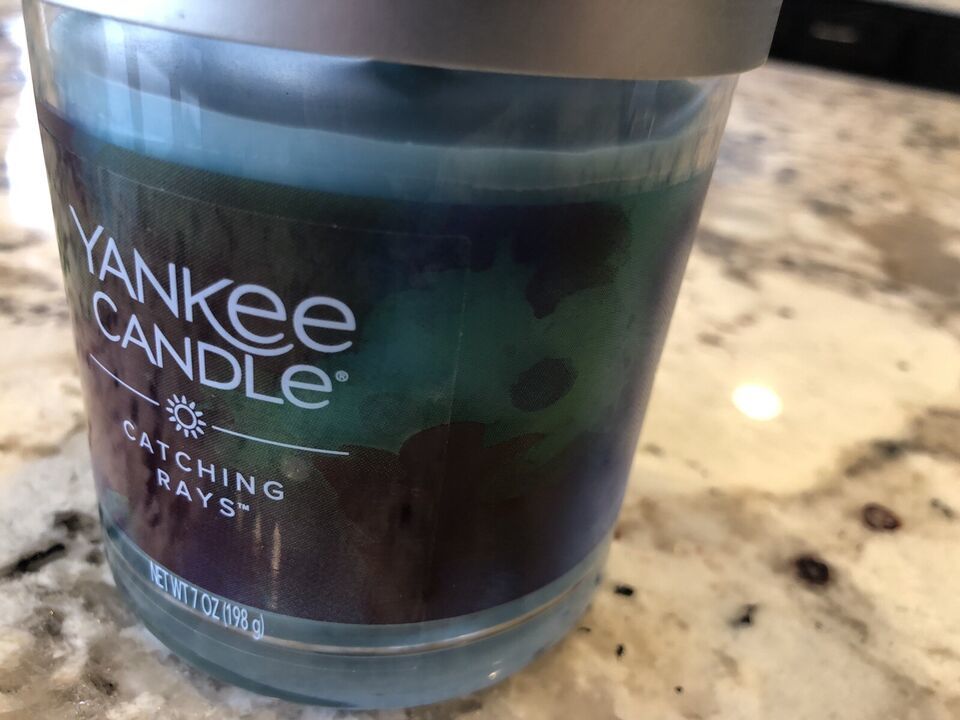 YANKEE
CANDLE®
CATCHING
RAYS™
NET WT 7 OZ (198 g)